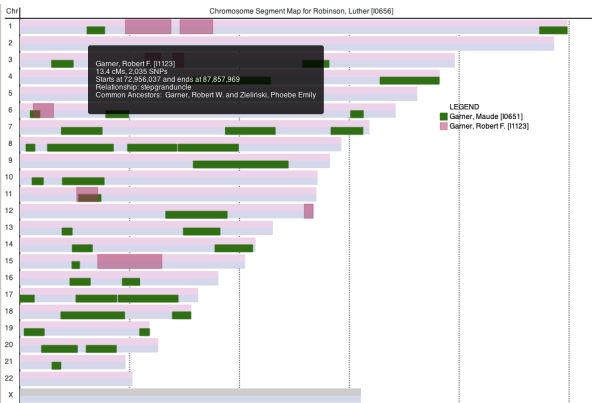 Chr
Chromosome Segment Map for Robinson, Luther [I0656]
1
2
3
Garner, Robert F. [I1123]
13.4 cMs, 2,035 SNPs
Starts at 72,956,037 and ends at 87,857,969
Relationship: stepgranduncle
Common Ancestors: Garner, Robert W. and Zieliński, Phoebe Emily
4
5
6
LEGEND
Garner, Maude [I0651]
Garner, Robert F. [I1123]
7
8
9
10
11
12
13
14
15
16
17
18
19
20
21
22
X